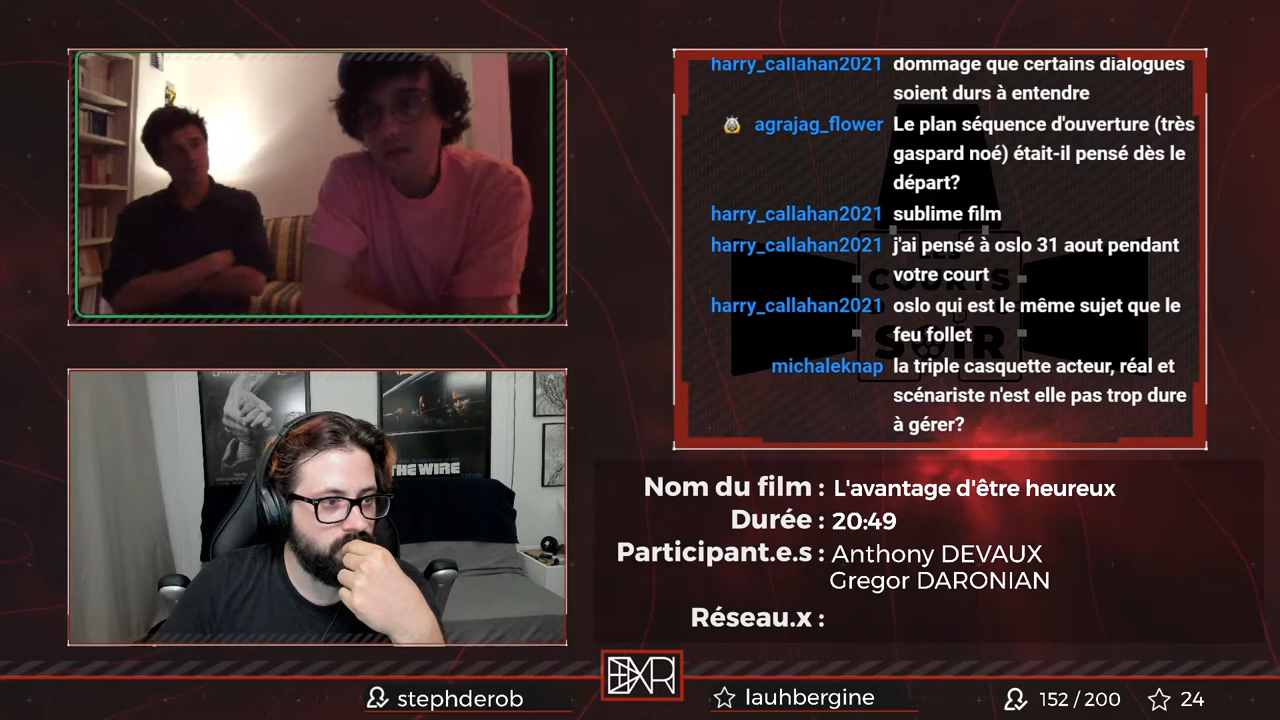 harry_callahan2021 dommage que certains dialogues
soient durs à entendre
agrajag_flower Le plan séquence d'ouverture (très
gaspard noé) était-il pensé dès le
départ?
harry_callahan2021 sublime film
harry_callahan2021 j'ai pensé à oslo 31 aout pendant
votre court
harry_callahan2021 oslo qui est le même sujet que le
feu follet
michaleknap la triple casquette acteur, réal et
scénariste n'est elle pas trop dure
à gérer?
LES
COURTS
SOIR
THE WIRE
Nom du film : L'avantage d'être heureux
Durée : 20:49
Participant.e.s : Anthony DEVAUX
Gregor DARONIAN
Réseau.x :
stephderob
lauhbergine
152 / 200
24